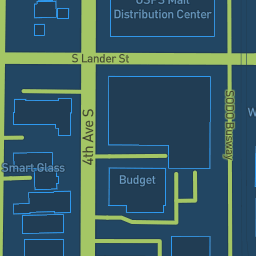 USPS Mail
Distribution Center
S Lander St
4th Ave S
SODO Busway
Smart Glass
Budget